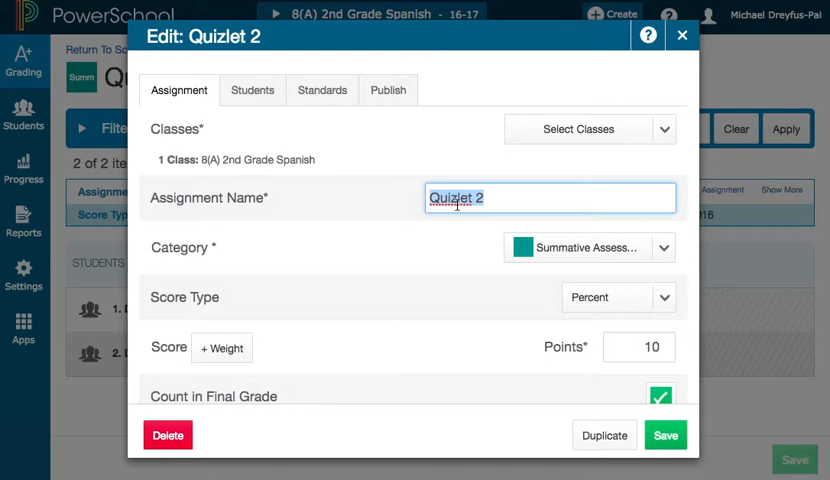 PowerSchool
8(A) 2nd Grade Spanish - 16-17
Create
?
Michael Dreyfus-Pai
A+
Grading
Students
Progress
Reports
Settings
Apps
Return To Sc
Summ
Qu
Filte
Clear
Apply
2 of 2 ite
Assignme
Assignment
Show More
Score Typ
016
STUDENTS
1. D
2. D
Save
Edit: Quizlet 2
?
Assignment
Students
Standards
Publish
Classes*
Select Classes
1 Class: 8(A) 2nd Grade Spanish
Assignment Name*
Quizlet 2
Category *
Summative Assess...
Score Type
Percent
Score
+ Weight
Points*
10
Count in Final Grade
Delete
Duplicate
Save